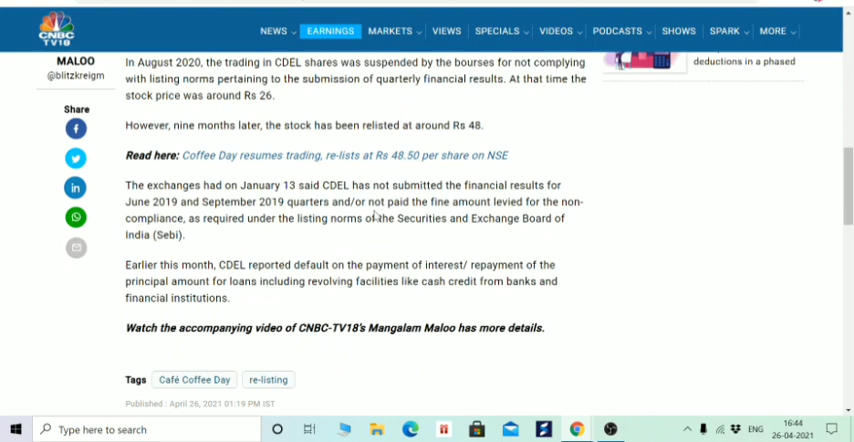 CNBC
TV18
NEWS EARNINGS MARKETS VIEWS SPECIALS VIDEOS PODCASTS SHOWS SPARK MORE
MALOO
@blitzkreigm
Share
In August 2020, the trading in CDEL shares was suspended by the bourses for not complying
with listing norms pertaining to the submission of quarterly financial results. At that time the
stock price was around Rs 26.
However, nine months later, the stock has been relisted at around Rs 48.
Read here: Coffee Day resumes trading, re-lists at Rs 48.50 per share on NSE
The exchanges had on January 13 said CDEL has not submitted the financial results for
June 2019 and September 2019 quarters and/or not paid the fine amount levied for the non-
compliance, as required under the listing norms of the Securities and Exchange Board of
India (Sebi).
Earlier this month, CDEL reported default on the payment of interest/ repayment of the
principal amount for loans including revolving facilities like cash credit from banks and
financial institutions.
Watch the accompanying video of CNBC-TV18's Mangalam Maloo has more details.
Tags Café Coffee Day re-listing
Published : April 26, 2021 01:19 PM IST
deductions in a phased
Type here to search
ENG
16:44
26-04-2021